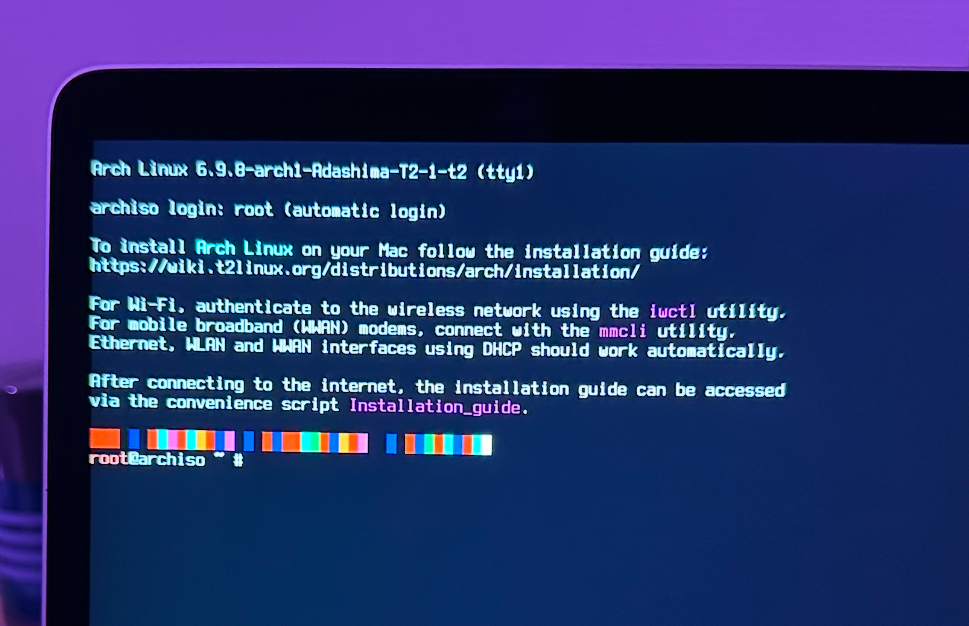 Arch Linux 6.9.8-arch1-Adashima-T2-1-t2 (tty1)
archiso login: root (automatic login)
To install Arch Linux on your Mac follow the installation guide:
https://wiki.t2linux.org/distributions/arch/installation/
For Wi-Fi, authenticate to the wireless network using the iwctl utility.
For mobile broadband (WWAN) modems, connect with the mmcli utility.
Ethernet, WLAN and WWAN interfaces using DHCP should work automatically.
After connecting to the internet, the installation guide can be accessed
via the convenience script Installation_guide.
root@archiso ~ #